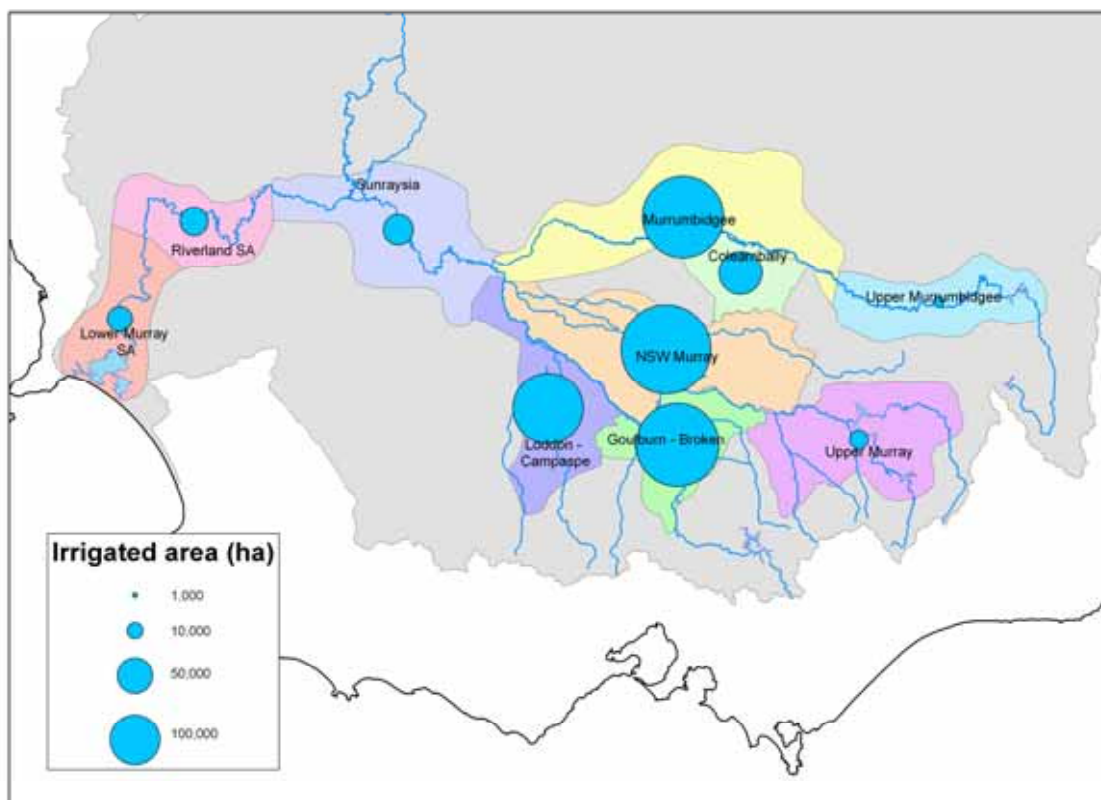 Sunraysia
Murrumbidgee
Riverland SA
Coleambally
Upper Murrumbidgee
Lower Murray
SA
NSW Murray
Loddon -
Campaspe
Goulburn - Broken
Upper Murray
Irrigated area (ha)
1,000
10,000
50,000
100,000